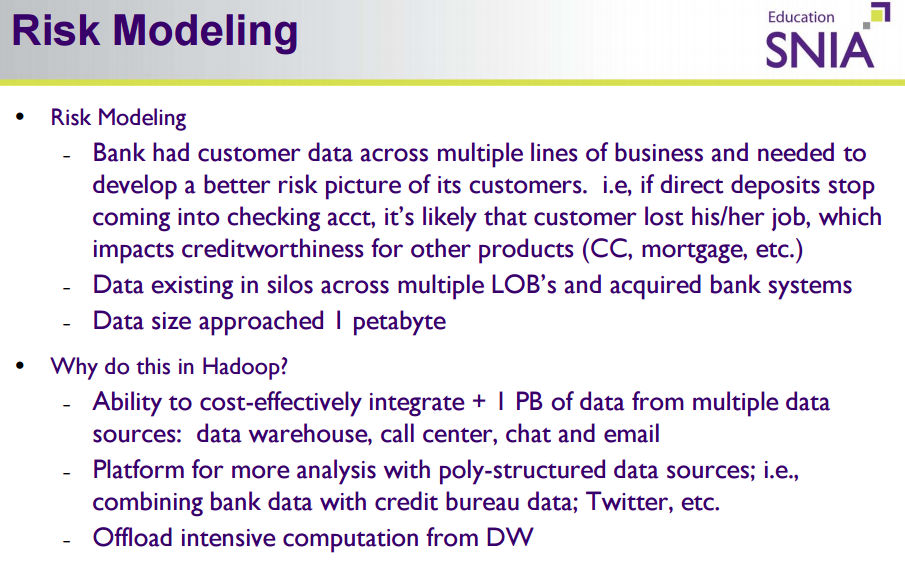 Risk Modeling
Education
SNIA
• Risk Modeling
- Bank had customer data across multiple lines of business and needed to
develop a better risk picture of its customers.  i.e, if direct deposits stop
coming into checking acct, it's likely that customer lost his/her job, which
impacts creditworthiness for other products (CC, mortgage, etc.)
- Data existing in silos across multiple LOB's and acquired bank systems
- Data size approached 1 petabyte
• Why do this in Hadoop?
- Ability to cost-effectively integrate + 1 PB of data from multiple data
sources:  data warehouse, call center, chat and email
- Platform for more analysis with poly-structured data sources; i.e.,
combining bank data with credit bureau data; Twitter, etc.
- Offload intensive computation from DW